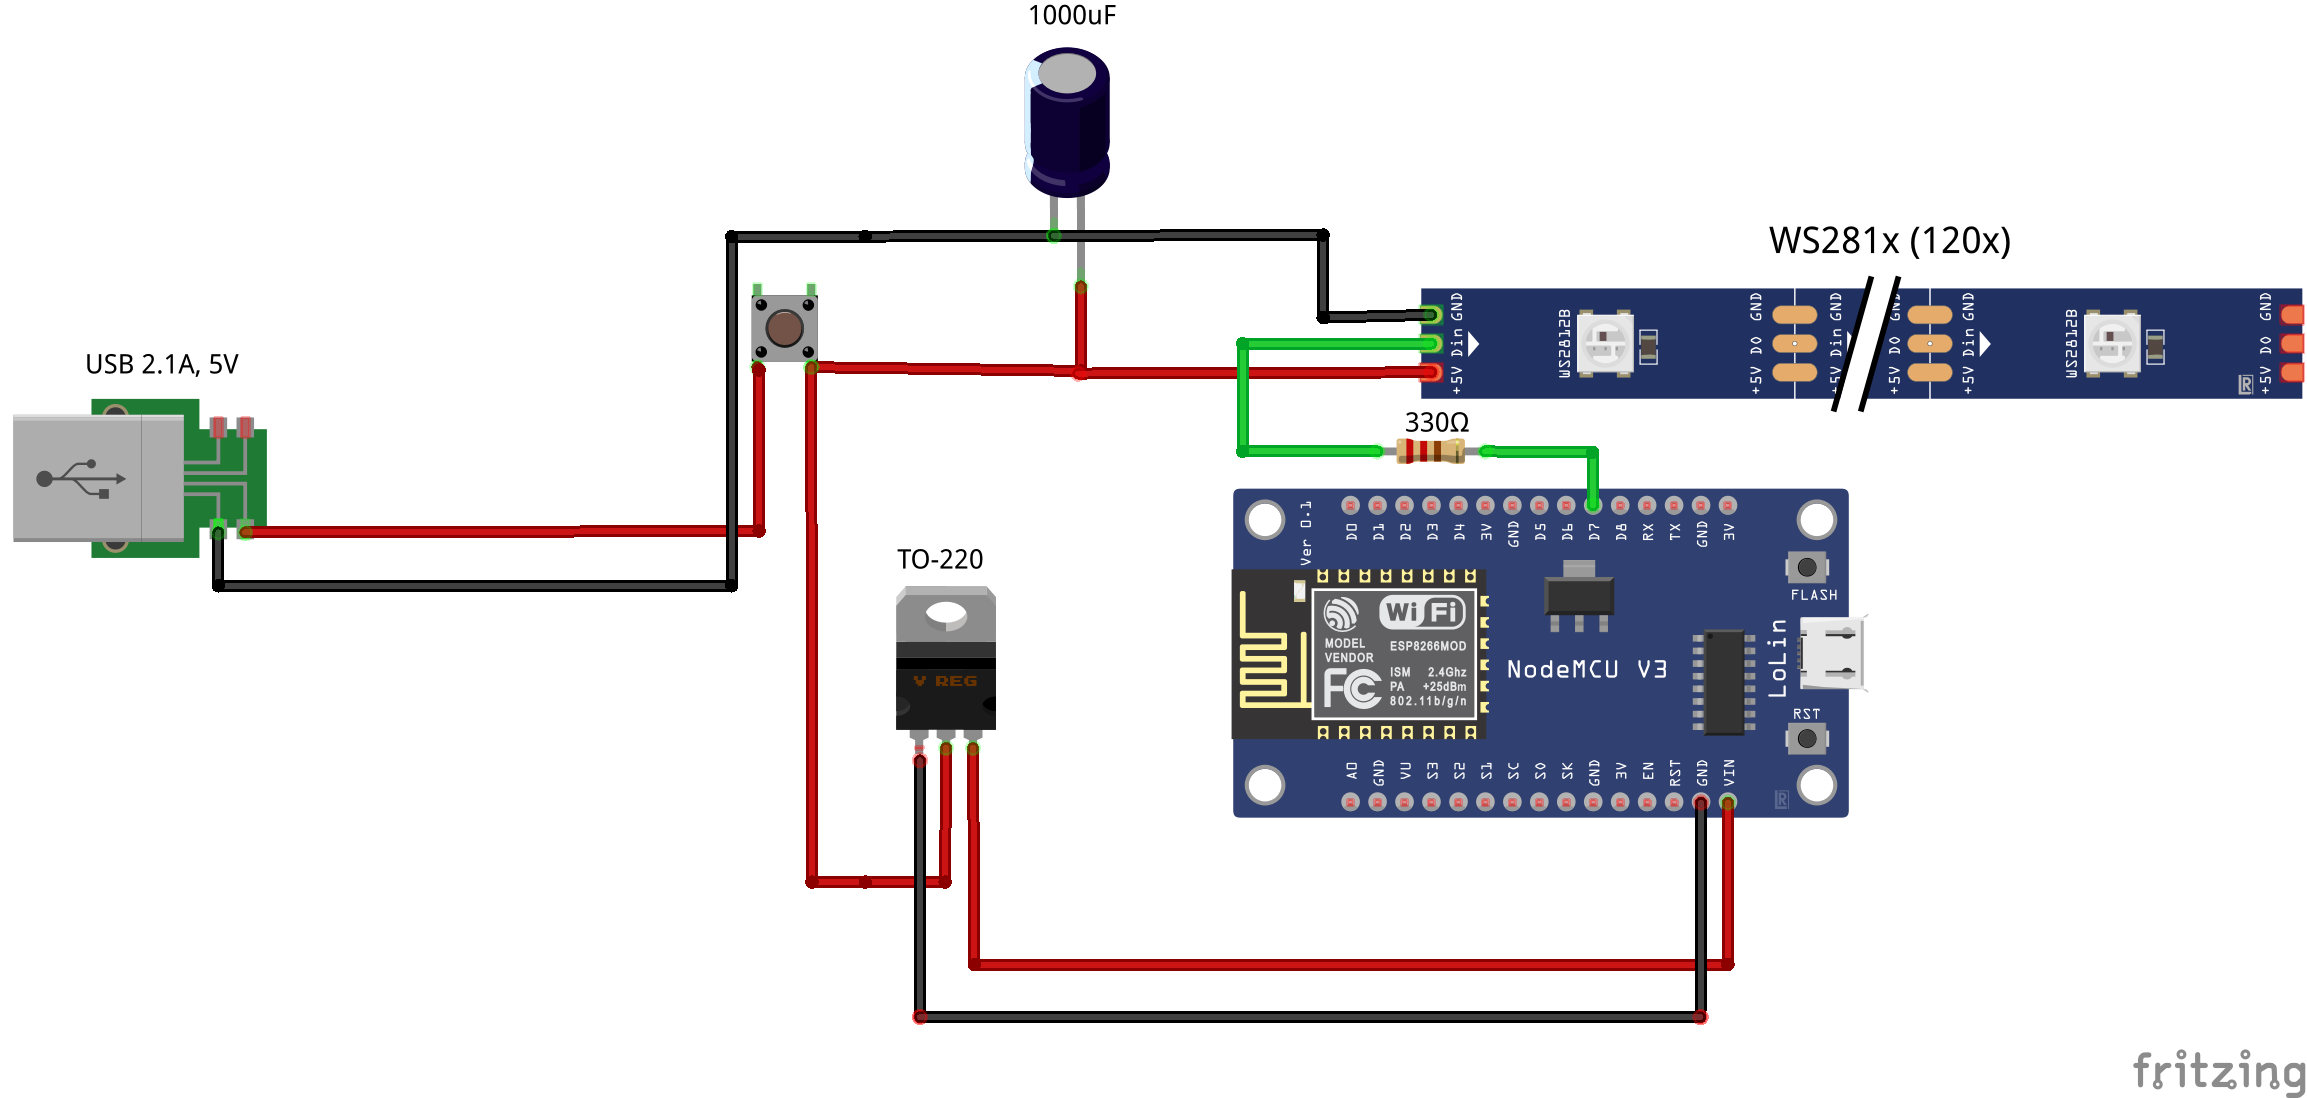 1000uF
WS281x (120x)
USB 2.1A, 5V
+5V Din GND
WS2812B
+5V DO GND
+5V Din GND
+5V DO GND
+5V Din GND
WS2812B
+5V DO GND
330Ω
Ver 0.1
D0 D1 D2 D3 D4 3V GND D5 D6 D7 D8 RX TX GND 3V
TO-220
V REG
FLASH
WiFi
MODEL
VENDOR
ESP8266MOD
FC
ISM 2.4Ghz
PA +25dBm
802.11b/g/n
NodeMCU V3
LoLin
RST
A0 GND VU S3 S2 S1 SC S0 SK GND 3V EN RST GND VIN
fritzing